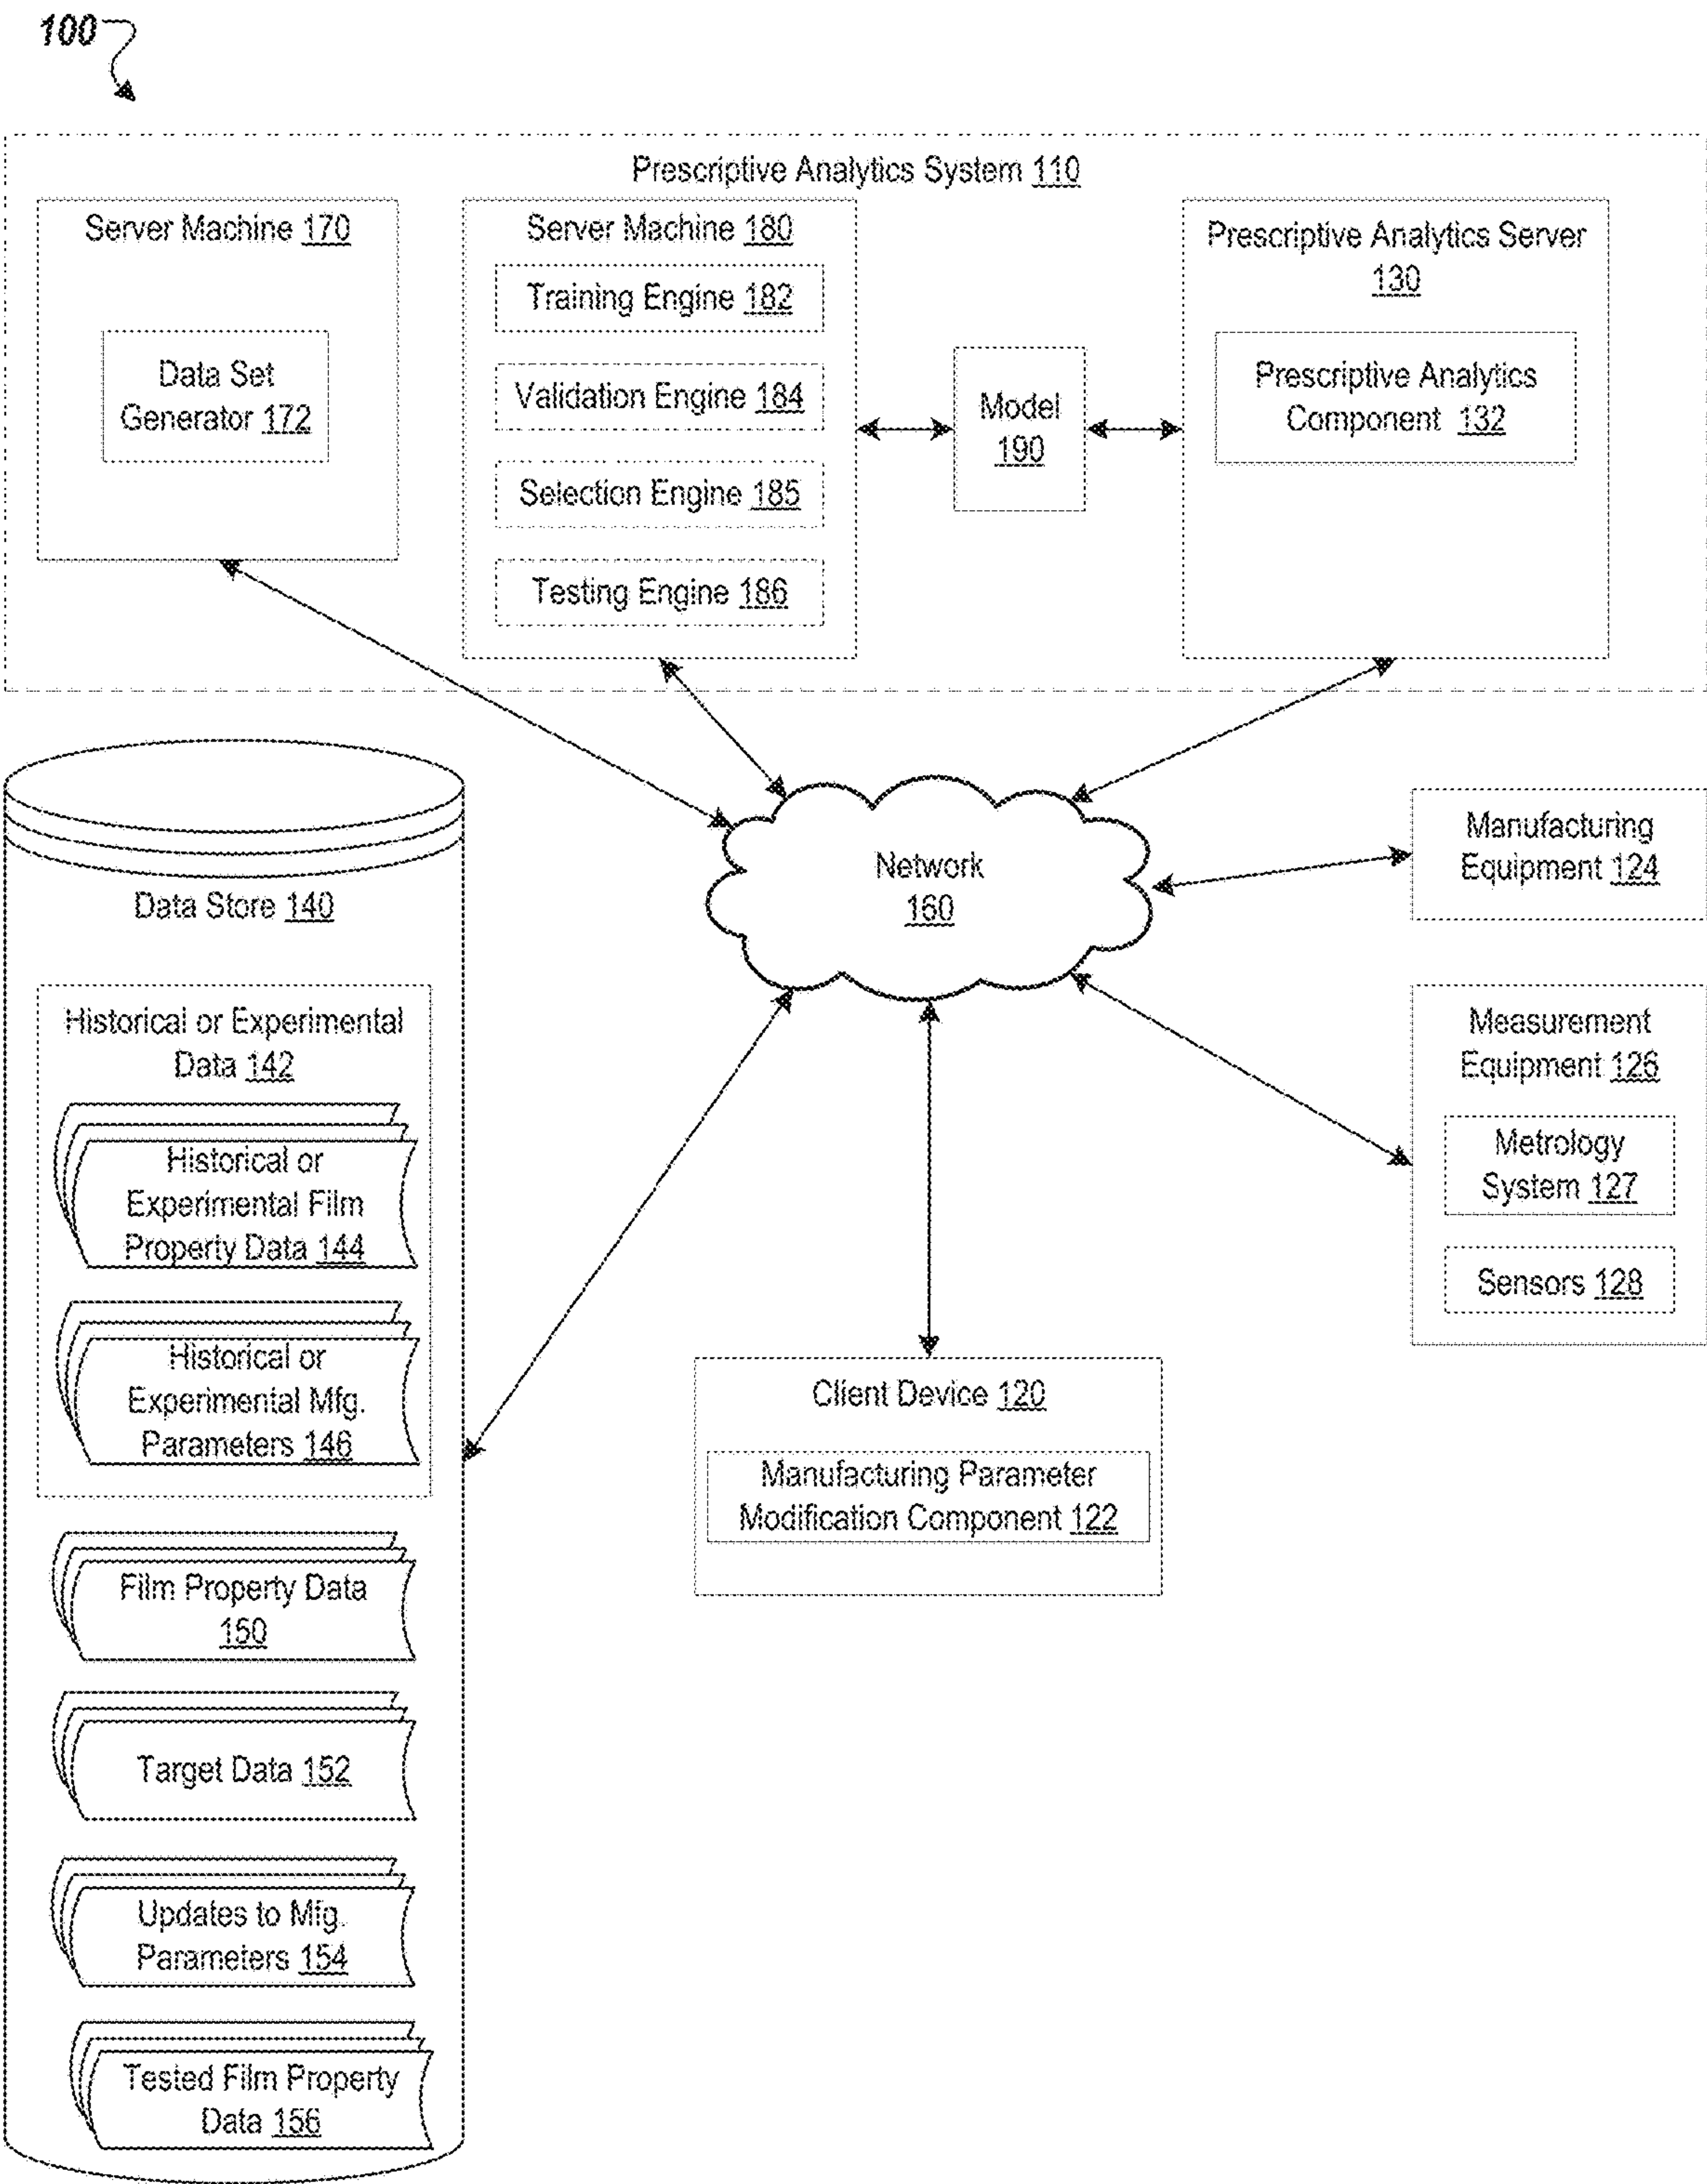 100
Prescriptive Analytics System 110
Server Machine 170
Data Set
Generator 172
Server Machine 180
Training Engine 182
Validation Engine 184
Selection Engine 185
Testing Engine 186
Model
190
Prescriptive Analytics Server
130
Prescriptive Analytics
Component 132
Data Store 140
Historical or Experimental
Data 142
Historical or
Experimental Film
Property Data 144
Historical or
Experimental Mfg.
Parameters 146
Film Property Data
150
Target Data 152
Updates to Mfg.
Parameters 154
Tested Film Property
Data 156
Network
160
Manufacturing
Equipment 124
Measurement
Equipment 126
Metrology
System 127
Sensors 128
Client Device 120
Manufacturing Parameter
Modification Component 122